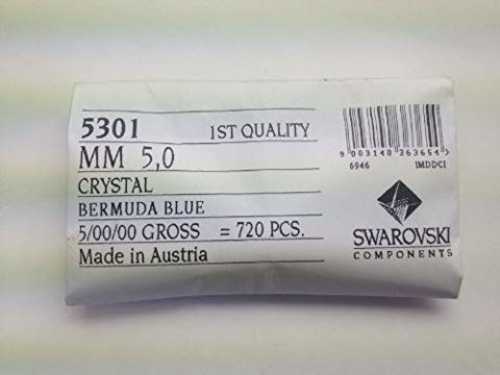 5301 1ST QUALITY
MM 5,0
CRYSTAL
BERMUDA BLUE
5/00/00 GROSS = 720 PCS.
Made in Austria
9 003140 263654
6946 IMDDCI
SWAROVSKI
COMPONENTS